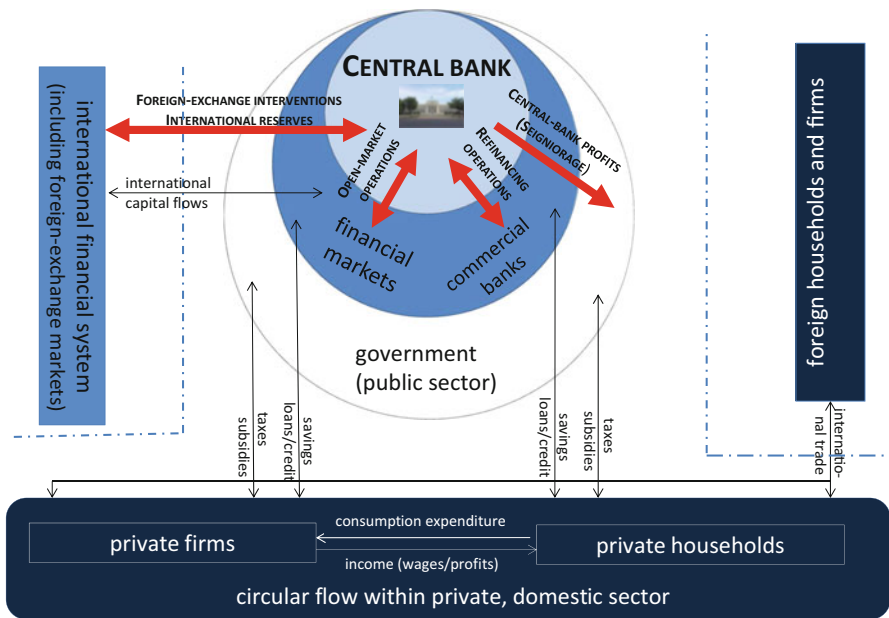 CENTRAL BANK
FOREIGN-EXCHANGE INTERVENTIONS
INTERNATIONAL RESERVES
international
capital flows
international financial system
(including foreign-exchange markets)
OPEN-MARKET
OPERATIONS
REFINANCING
OPERATIONS
CENTRAL-BANK PROFITS
(SEIGNIORAGE)
financial
markets
commercial
banks
government
(public sector)
foreign households and firms
taxes
subsidies
savings
loans/credit
savings
loans/credit
taxes
subsidies
internatio-
nal trade
private firms
consumption expenditure
income (wages/profits)
private households
circular flow within private, domestic sector